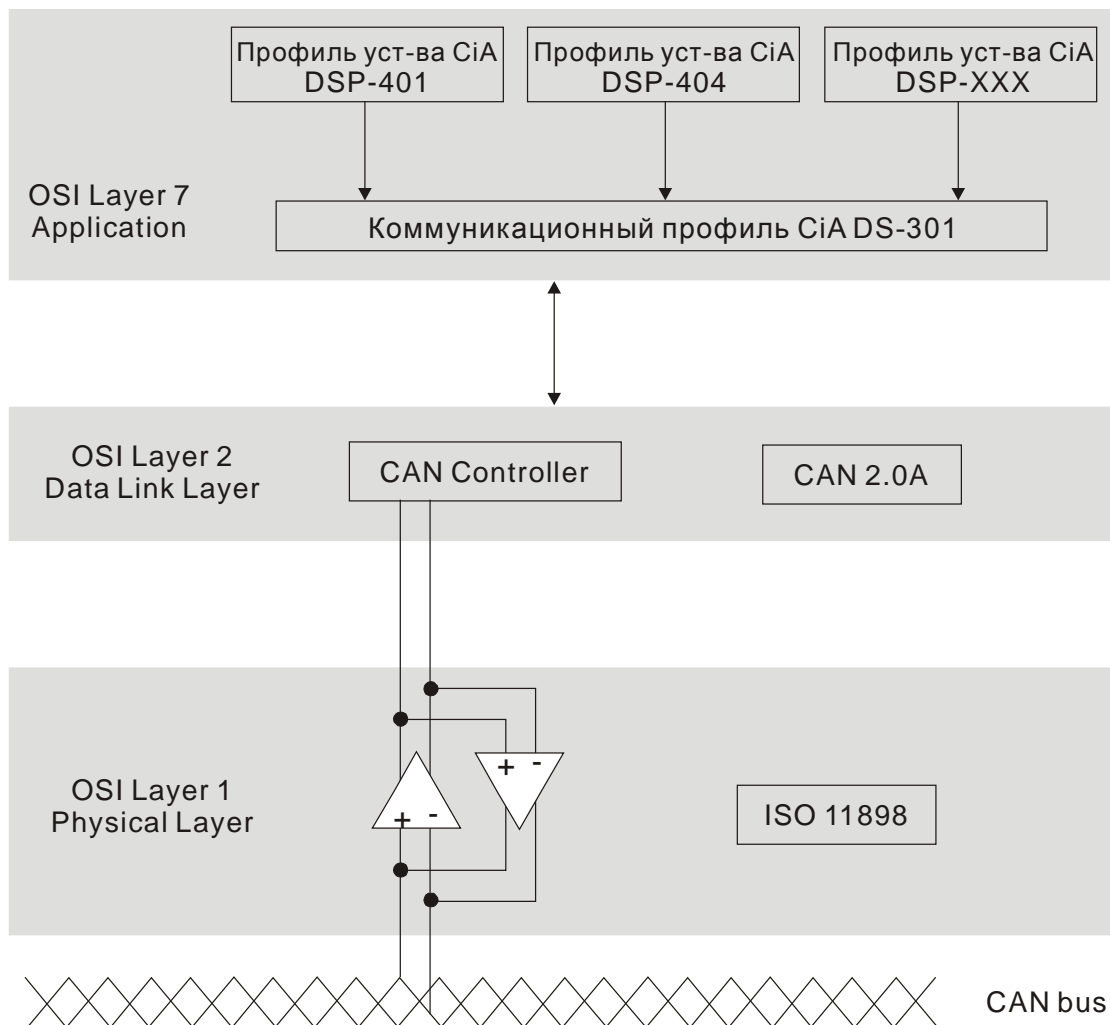 Профиль уст-ва CiA
DSP-401
Профиль уст-ва CiA
DSP-404
Профиль уст-ва CiA
DSP-XXX
OSI Layer 7
Application
Коммуникационный профиль CiA DS-301
OSI Layer 2
Data Link Layer
CAN Controller
CAN 2.0A
OSI Layer 1
Physical Layer
+ -
+ -
ISO 11898
CAN bus